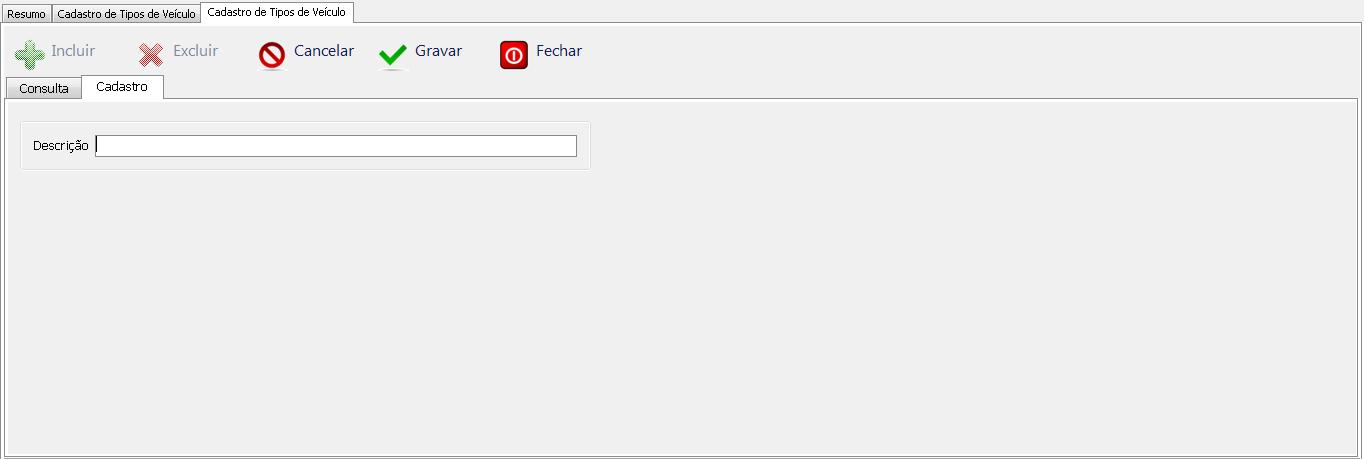 Resumo Cadastro de Tipos de Veículo Cadastro de Tipos de Veículo
Incluir Excluir Cancelar Gravar Fechar
Consulta Cadastro
Descrição